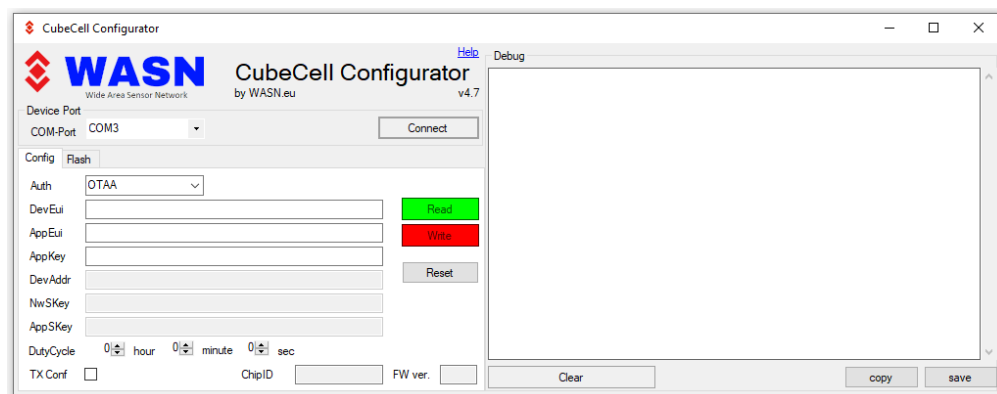 CubeCell Configurator
Help
WASN
Wide Area Sensor Network
CubeCell Configurator
by WASN.eu
v4.7
Device Port
COM-Port COM3
Connect
Config Flash
Auth OTAA
DevEui
Read
AppEui
Write
AppKey
DevAddr
Reset
NwSKey
AppSKey
DutyCycle 0 hour 0 minute 0 sec
TX Conf ChipID FW ver.
Debug
Clear copy save